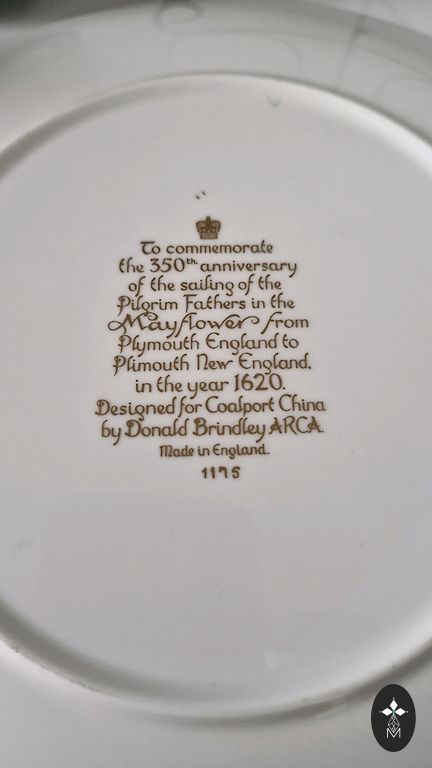 To commemorate
the 350th anniversary
of the sailing of the
Pilgrim Fathers in the
Mayflower from
Plymouth England to
Plimouth New England,
in the year 1620.
Designed for Coalport China
by Donald Brindley ARCA.
Made in England.
1195
M